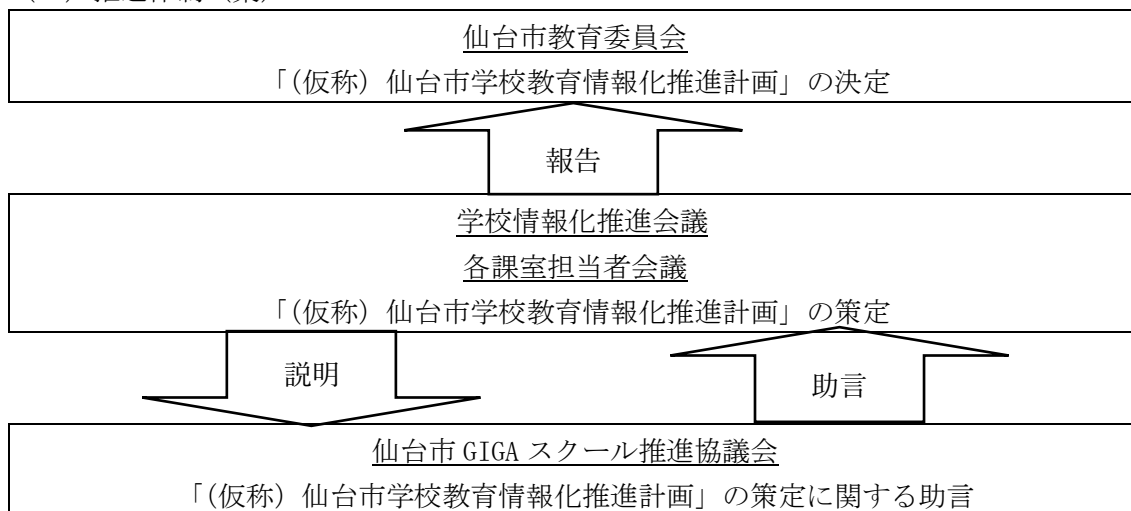 仙台市教育委員会
「(仮称) 仙台市学校教育情報化推進計画」の決定
報告
学校情報化推進会議
各課室担当者会議
「(仮称) 仙台市学校教育情報化推進計画」の策定
説明
助言
仙台市 GIGA スクール推進協議会
「(仮称) 仙台市学校教育情報化推進計画」の策定に関する助言